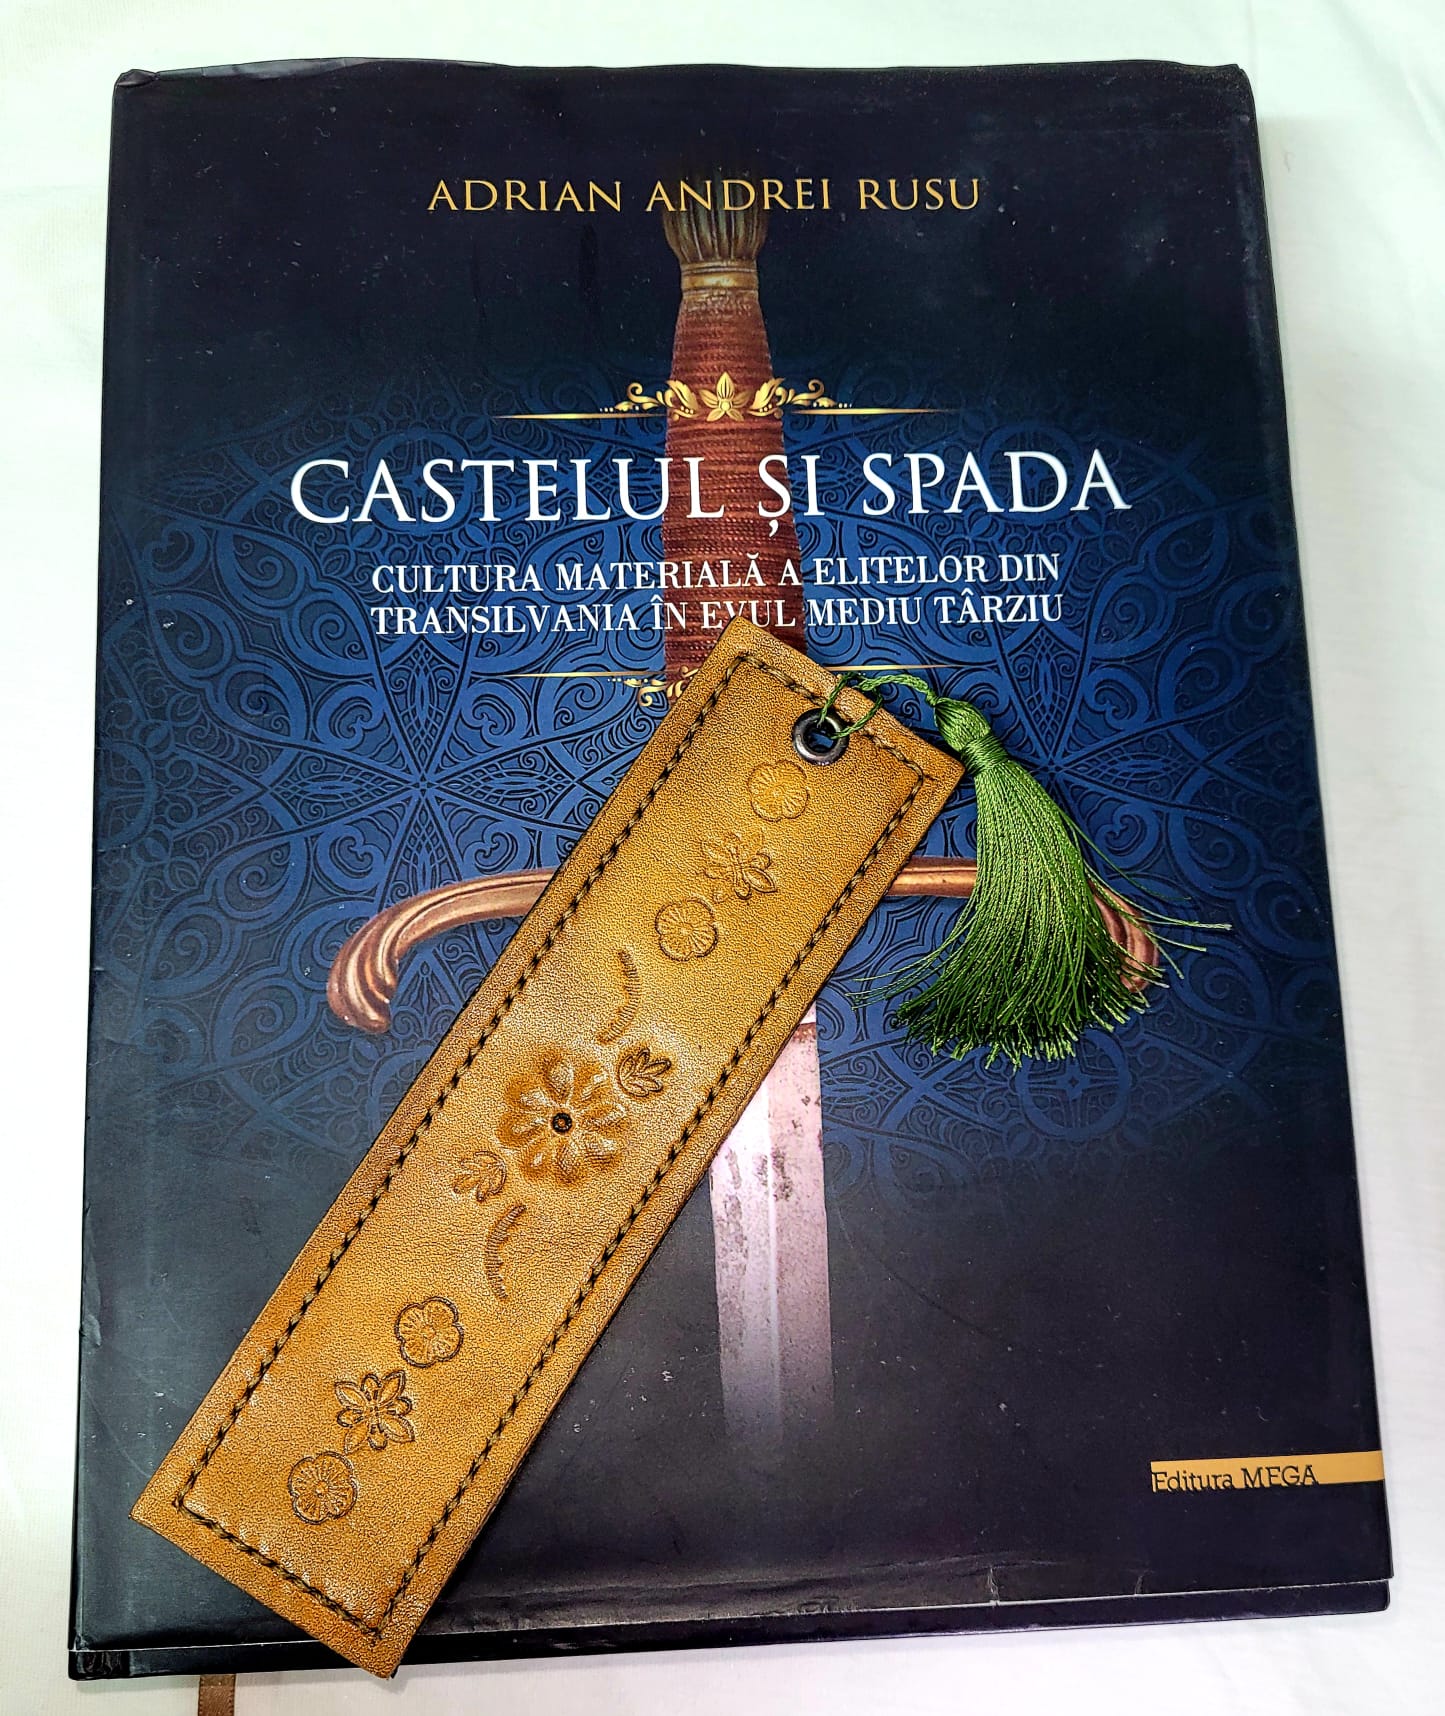 ADRIAN ANDREI RUSU
CASTELUL ȘI SPADA
CULTURA MATERIALĂ A ELITELOR DIN
TRANSILVANIA ÎN EVUL MEDIU TÂRZIU
Editura MEGA